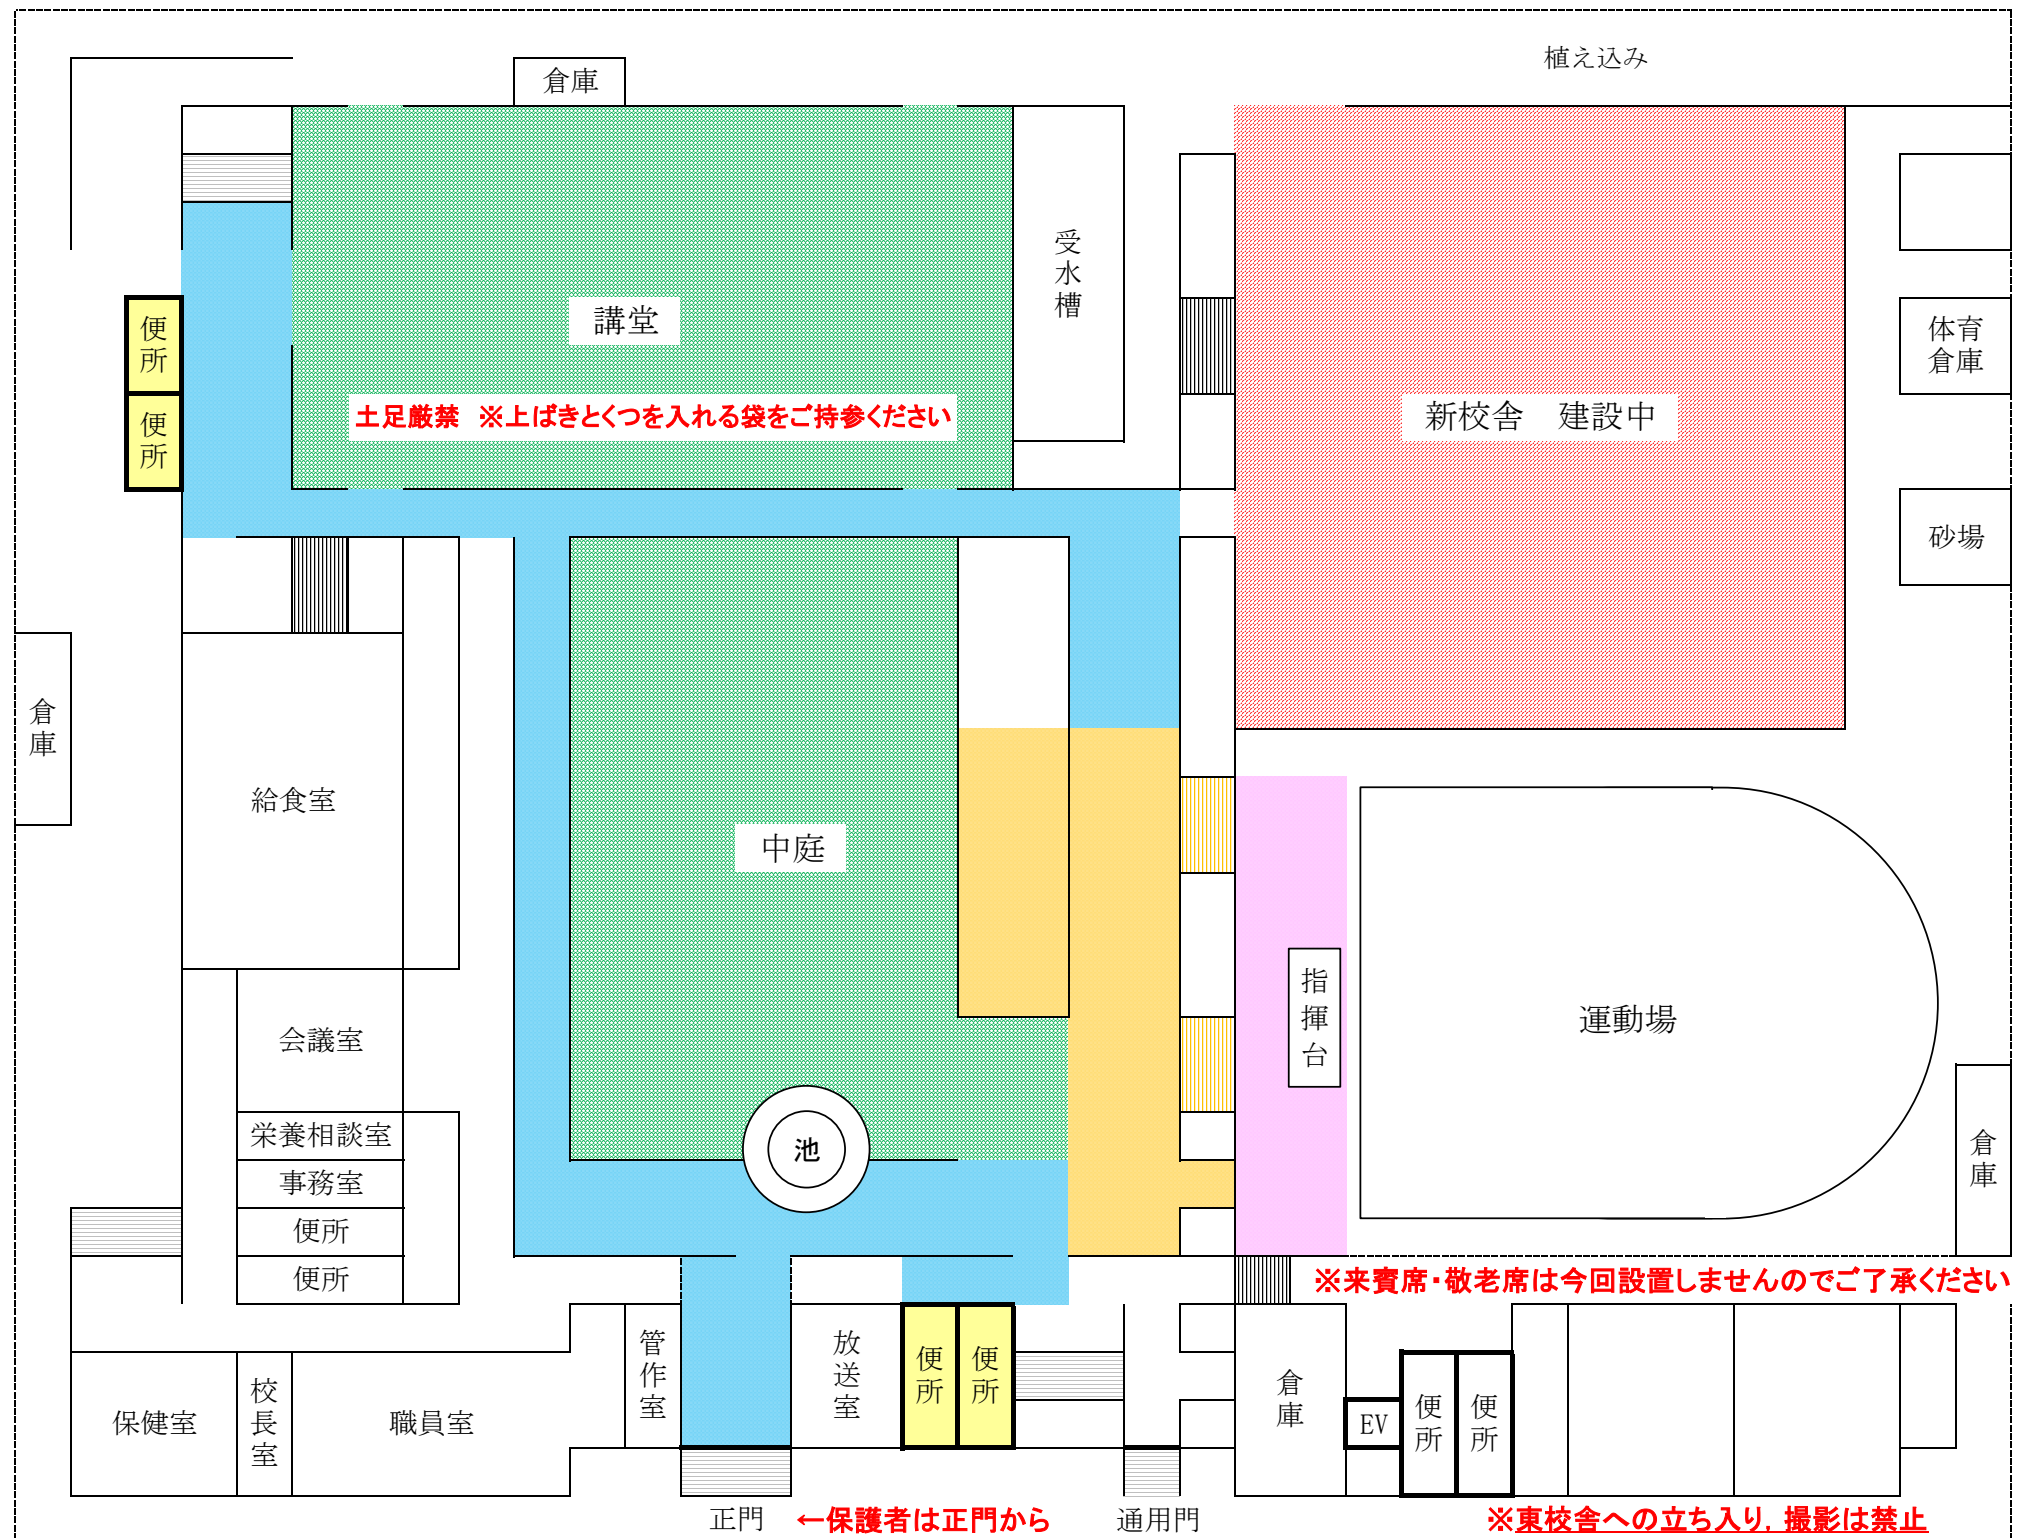 植え込み
倉庫
受水槽
講堂
便所
体育
倉庫
土足厳禁　※上ばきとくつを入れる袋をご持参ください
新校舎　建設中
便所
砂場
倉庫
給食室
中庭
指揮台
運動場
会議室
栄養相談室
池
倉庫
事務室
便所
便所
※来賓席・敬老席は今回設置しませんのでご了承ください
管作室
放送室
便所
便所
保健室
校長室
職員室
倉庫
EV
便所
便所
正門
←保護者は正門から
通用門
※東校舎への立ち入り，撮影は禁止